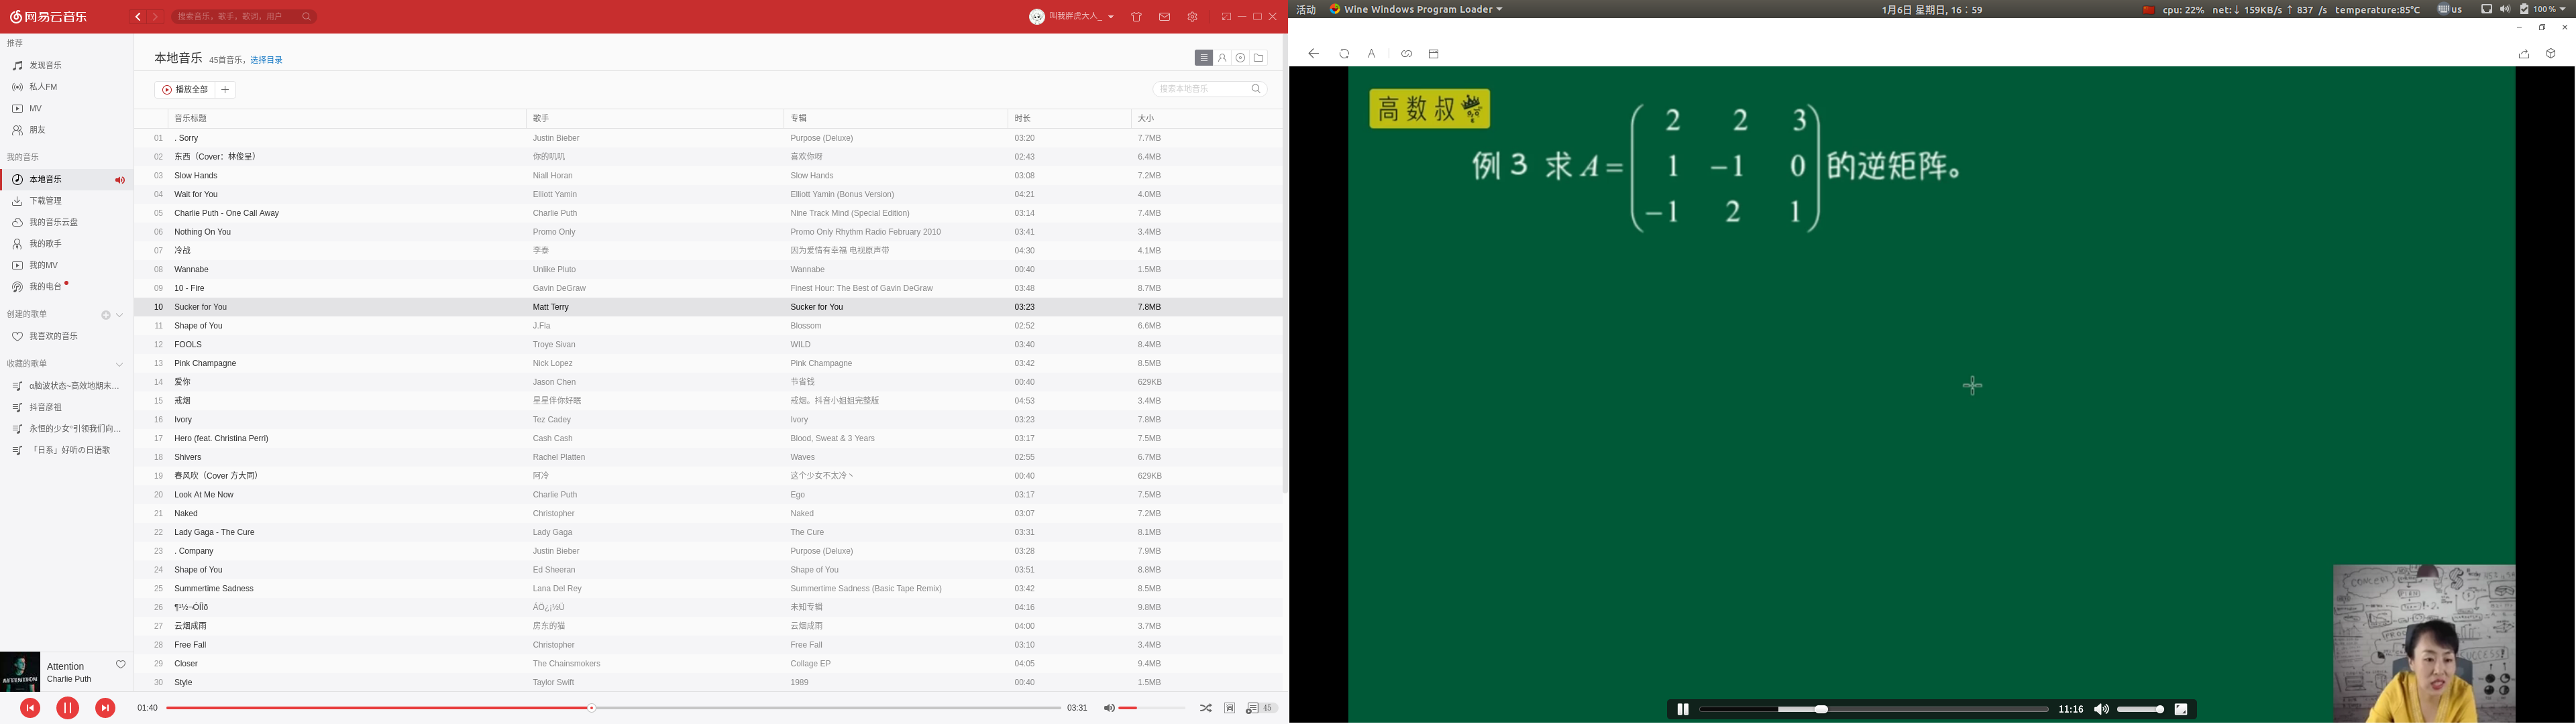 网易云音乐
搜索音乐，歌手，歌词，用户
叫我胖虎大人_
推荐
发现音乐
私人FM
MV
朋友
我的音乐
本地音乐
下载管理
我的音乐云盘
我的歌手
我的MV
我的电台
创建的歌单
我喜欢的音乐
收藏的歌单
α脑波状态~高效地期末…
抖音彦祖
永恒的少女°引领我们向…
「日系」好听の日语歌
本地音乐 45首音乐，选择目录
播放全部
搜索本地音乐
音乐标题 歌手 专辑 时长 大小
01 . Sorry Justin Bieber Purpose (Deluxe) 03:20 7.7MB
02 东西（Cover：林俊呈） 你的叽叽 喜欢你呀 02:43 6.4MB
03 Slow Hands Niall Horan Slow Hands 03:08 7.2MB
04 Wait for You Elliott Yamin Elliott Yamin (Bonus Version) 04:21 4.0MB
05 Charlie Puth - One Call Away Charlie Puth Nine Track Mind (Special Edition) 03:14 7.4MB
06 Nothing On You Promo Only Promo Only Rhythm Radio February 2010 03:41 3.4MB
07 冷战 李泰 因为爱情有幸福 电视原声带 04:30 4.1MB
08 Wannabe Unlike Pluto Wannabe 00:40 1.5MB
09 10 - Fire Gavin DeGraw Finest Hour: The Best of Gavin DeGraw 03:48 8.7MB
10 Sucker for You Matt Terry Sucker for You 03:23 7.8MB
11 Shape of You J.Fla Blossom 02:52 6.6MB
12 FOOLS Troye Sivan WILD 03:40 8.4MB
13 Pink Champagne Nick Lopez Pink Champagne 03:42 8.5MB
14 爱你 Jason Chen 节省钱 00:40 629KB
15 戒烟 星星伴你好眠 戒烟。抖音小姐姐完整版 04:53 3.4MB
16 Ivory Tez Cadey Ivory 03:23 7.8MB
17 Hero (feat. Christina Perri) Cash Cash Blood, Sweat & 3 Years 03:17 7.5MB
18 Shivers Rachel Platten Waves 02:55 6.7MB
19 春风吹（Cover 方大同） 阿冷 这个少女不太冷丶 00:40 629KB
20 Look At Me Now Charlie Puth Ego 03:17 7.5MB
21 Naked Christopher Naked 03:07 7.2MB
22 Lady Gaga - The Cure Lady Gaga The Cure 03:31 8.1MB
23 . Company Justin Bieber Purpose (Deluxe) 03:28 7.9MB
24 Shape of You Ed Sheeran Shape of You 03:51 8.8MB
25 Summertime Sadness Lana Del Rey Summertime Sadness (Basic Tape Remix) 03:42 8.5MB
26 ¶¹½¬ÓÍÌõ ÁÖ¿¡½Ü 未知专辑 04:16 9.8MB
27 云烟成雨 房东的猫 云烟成雨 04:00 3.7MB
28 Free Fall Christopher Free Fall 03:10 3.4MB
29 Closer The Chainsmokers Collage EP 04:05 9.4MB
30 Style Taylor Swift 1989 00:40 1.5MB
ATTENTION
Attention
Charlie Puth
01:40 03:31 词 45
活动 Wine Windows Program Loader 1月6日 星期日, 16：59 cpu: 22% net:↓ 159KB/s ↑ 837 /s temperature:85°C us 100 %
高数叔
例 3 求 A = ( 2 2 3
1 −1 0
−1 2 1 ) 的逆矩阵。
CONCEPT
11:16